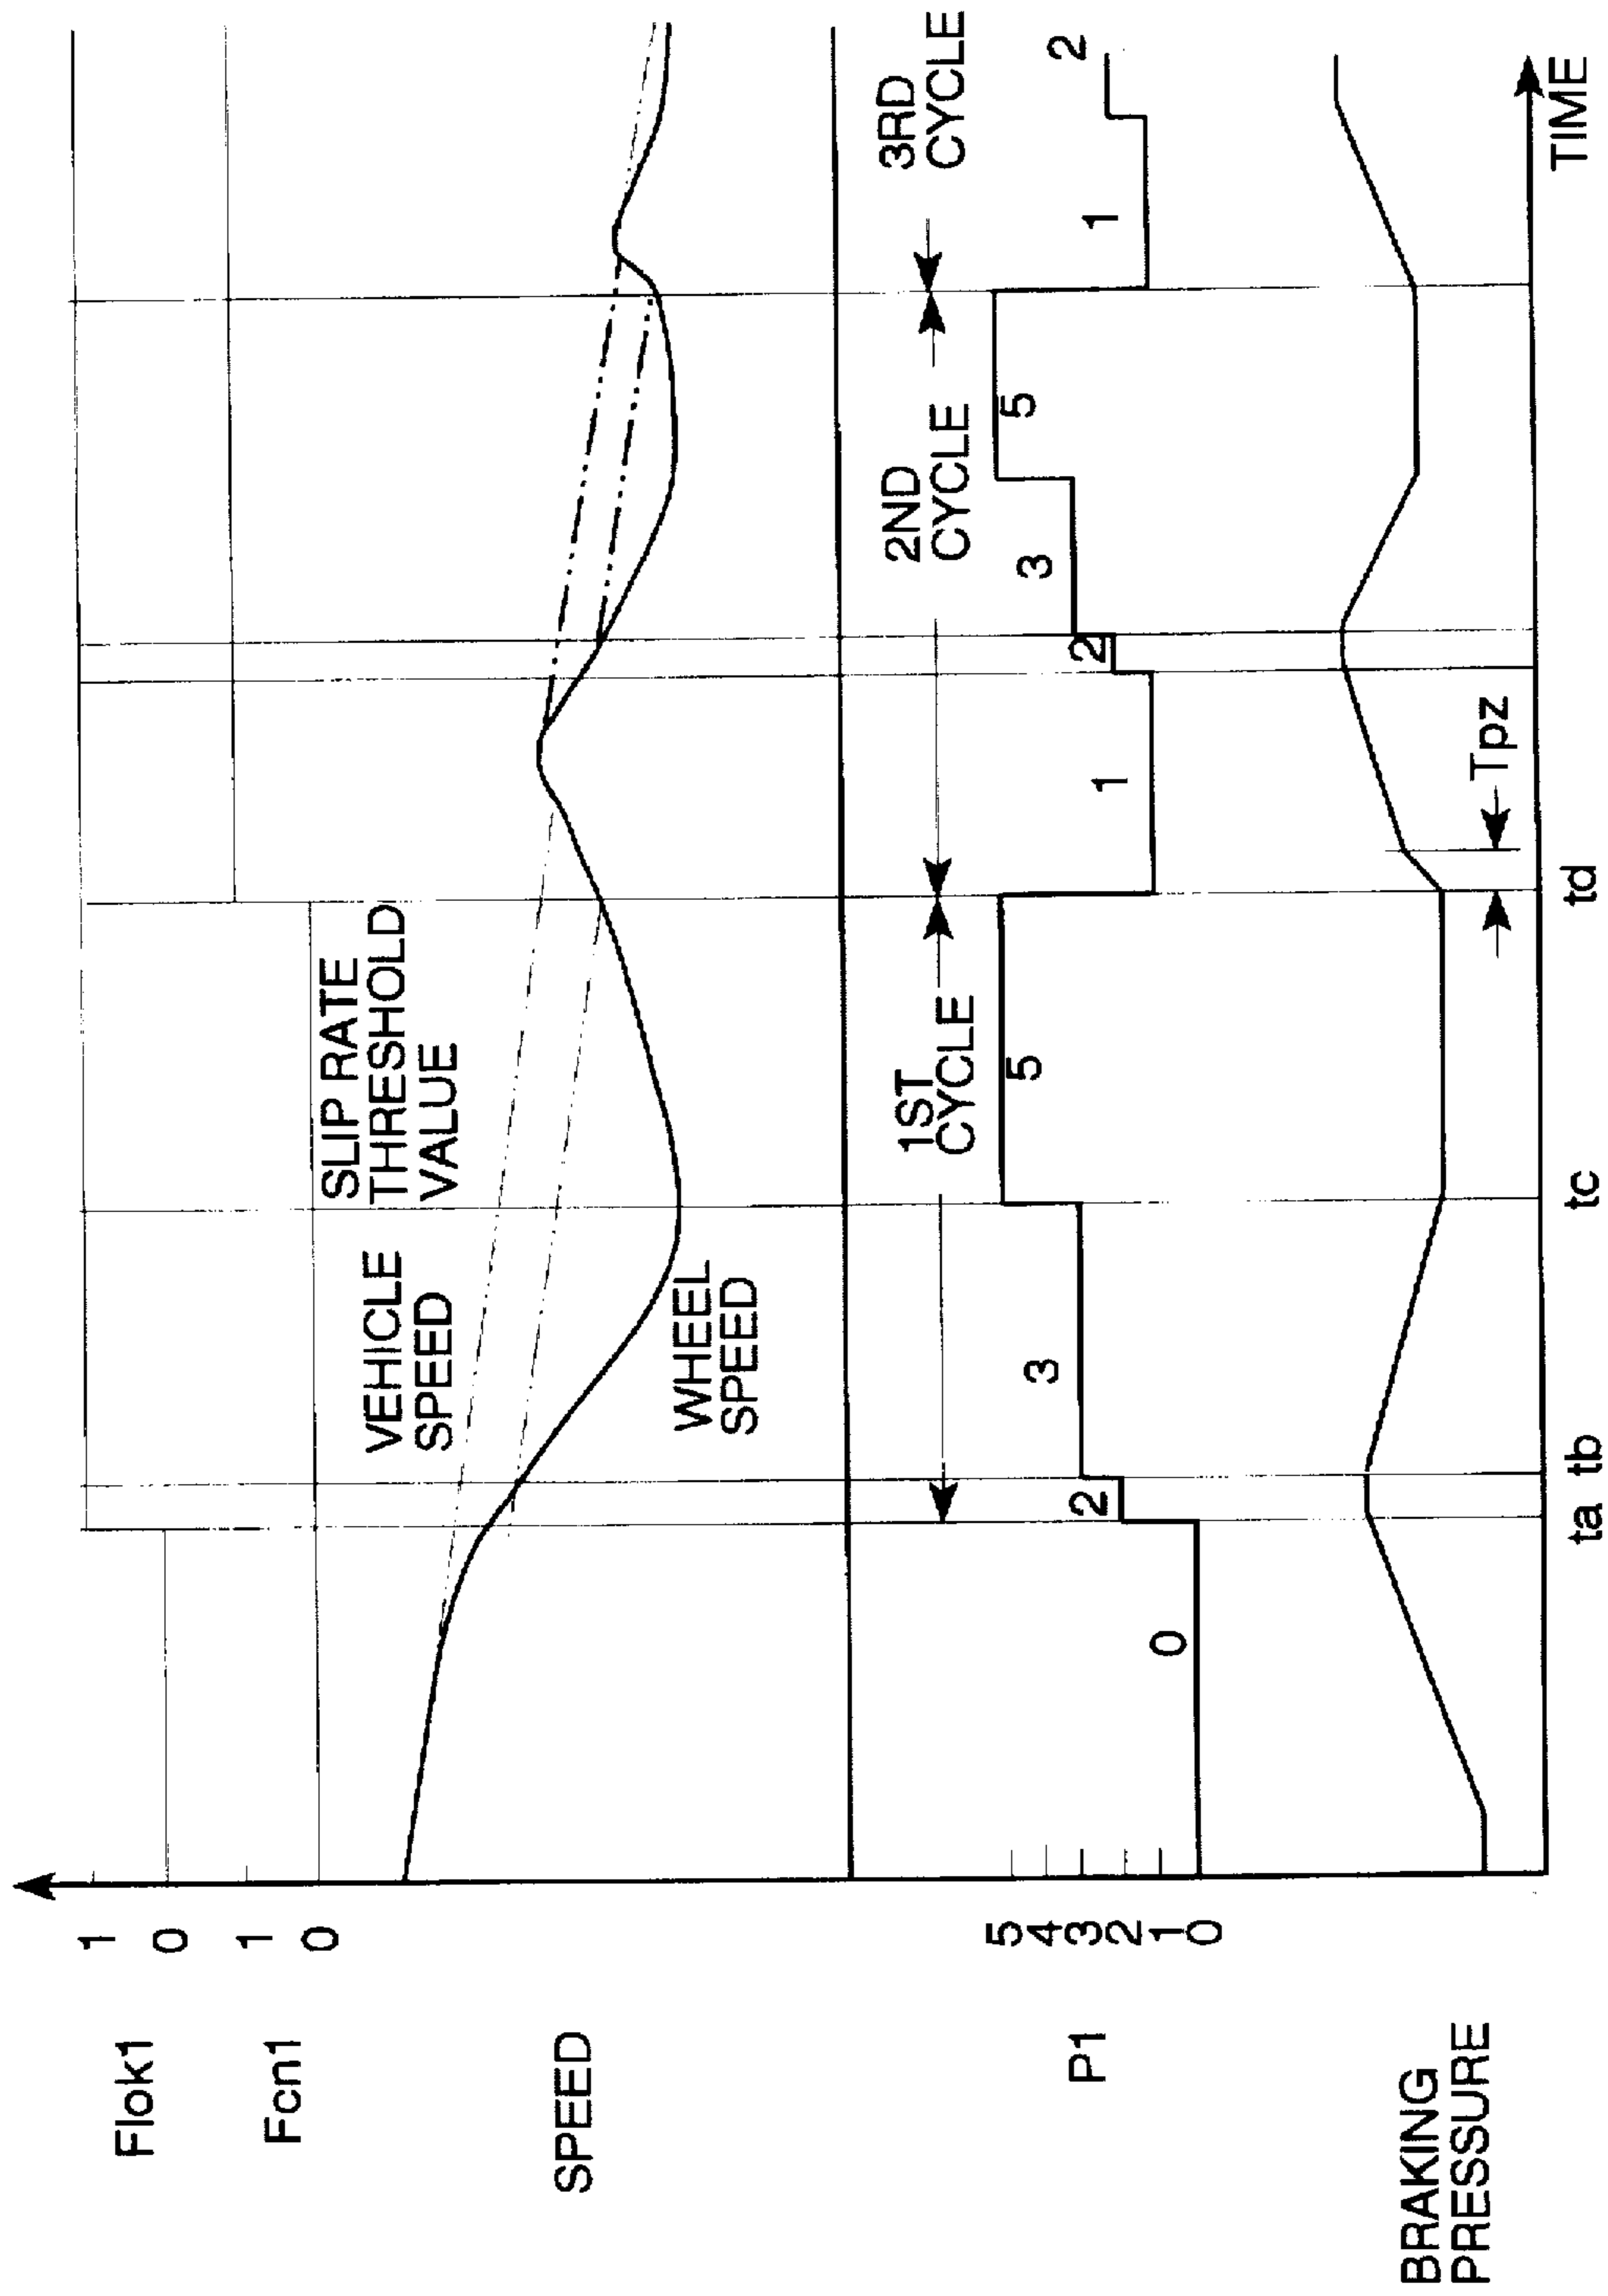 Flok1
1
0
Fcn1
1
0
SPEED
VEHICLE
SPEED
SLIP RATE
THRESHOLD
VALUE
WHEEL
SPEED
P1
5
4
3
2
1
0
1ST
CYCLE
2ND
CYCLE
3RD
CYCLE
0
2
3
5
1
2
3
5
1
2
BRAKING
PRESSURE
Tpz
ta
tb
tc
td
TIME